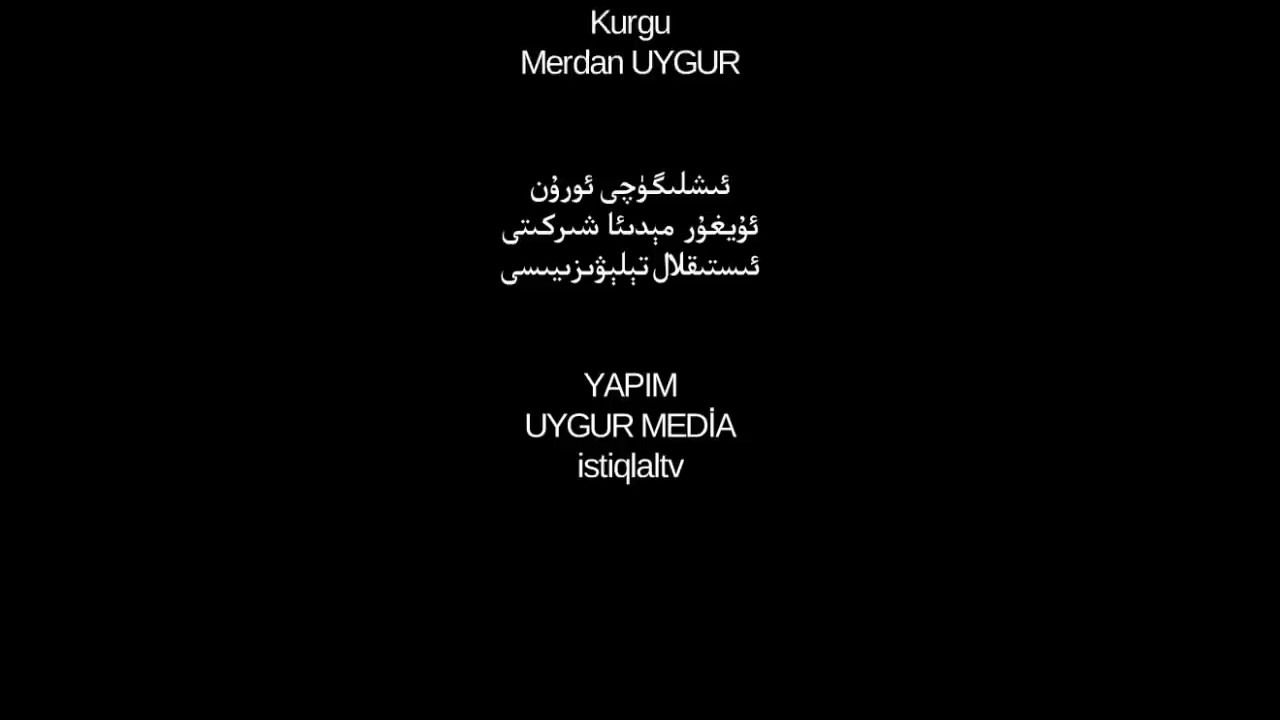 Kurgu
Merdan UYGUR
ئىشلىگۈچى ئورۇن
ئۇيغۇر مېدىئا شىركىتى
ئىستىقلال تېلېۋىزىيىسى
YAPIM
UYGUR MEDİA
istiqlaltv